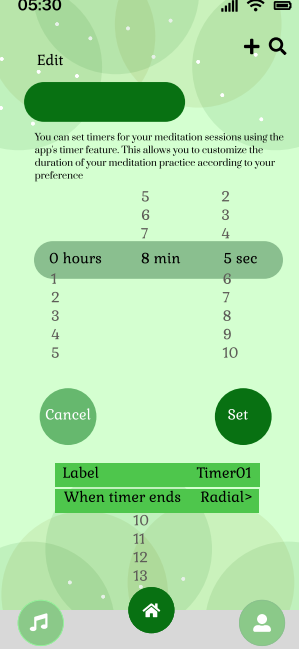 05:30
Edit
You can set timers for your meditation sessions using the
app's timer feature. This allows you to customize the
duration of your meditation practice according to your
preference
5 2
6 3
7 4
0 hours 8 min 5 sec
1 6
2 7
3 8
4 9
5 10
Cancel Set
Label Timer01
When timer ends Radial>
10
11
12
13